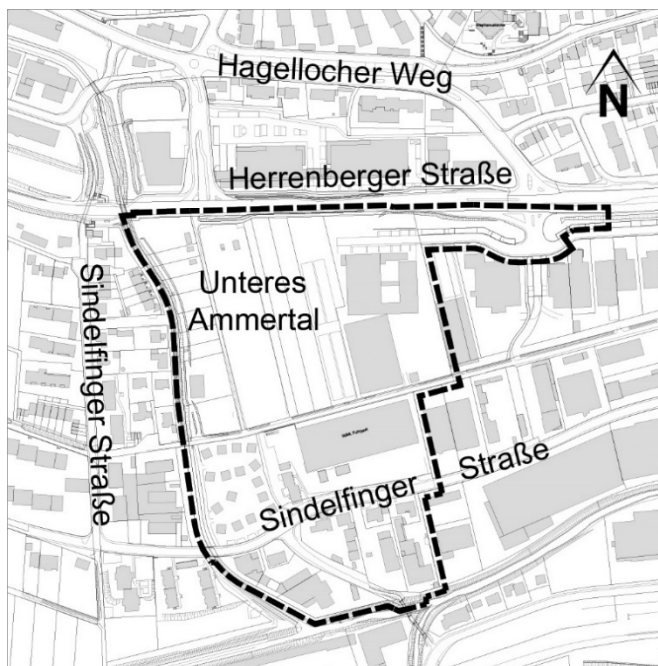 Hagellocher Weg
N
Herrenberger Straße
Unteres
Ammertal
Sindelfinger Straße
Sindelfinger Straße